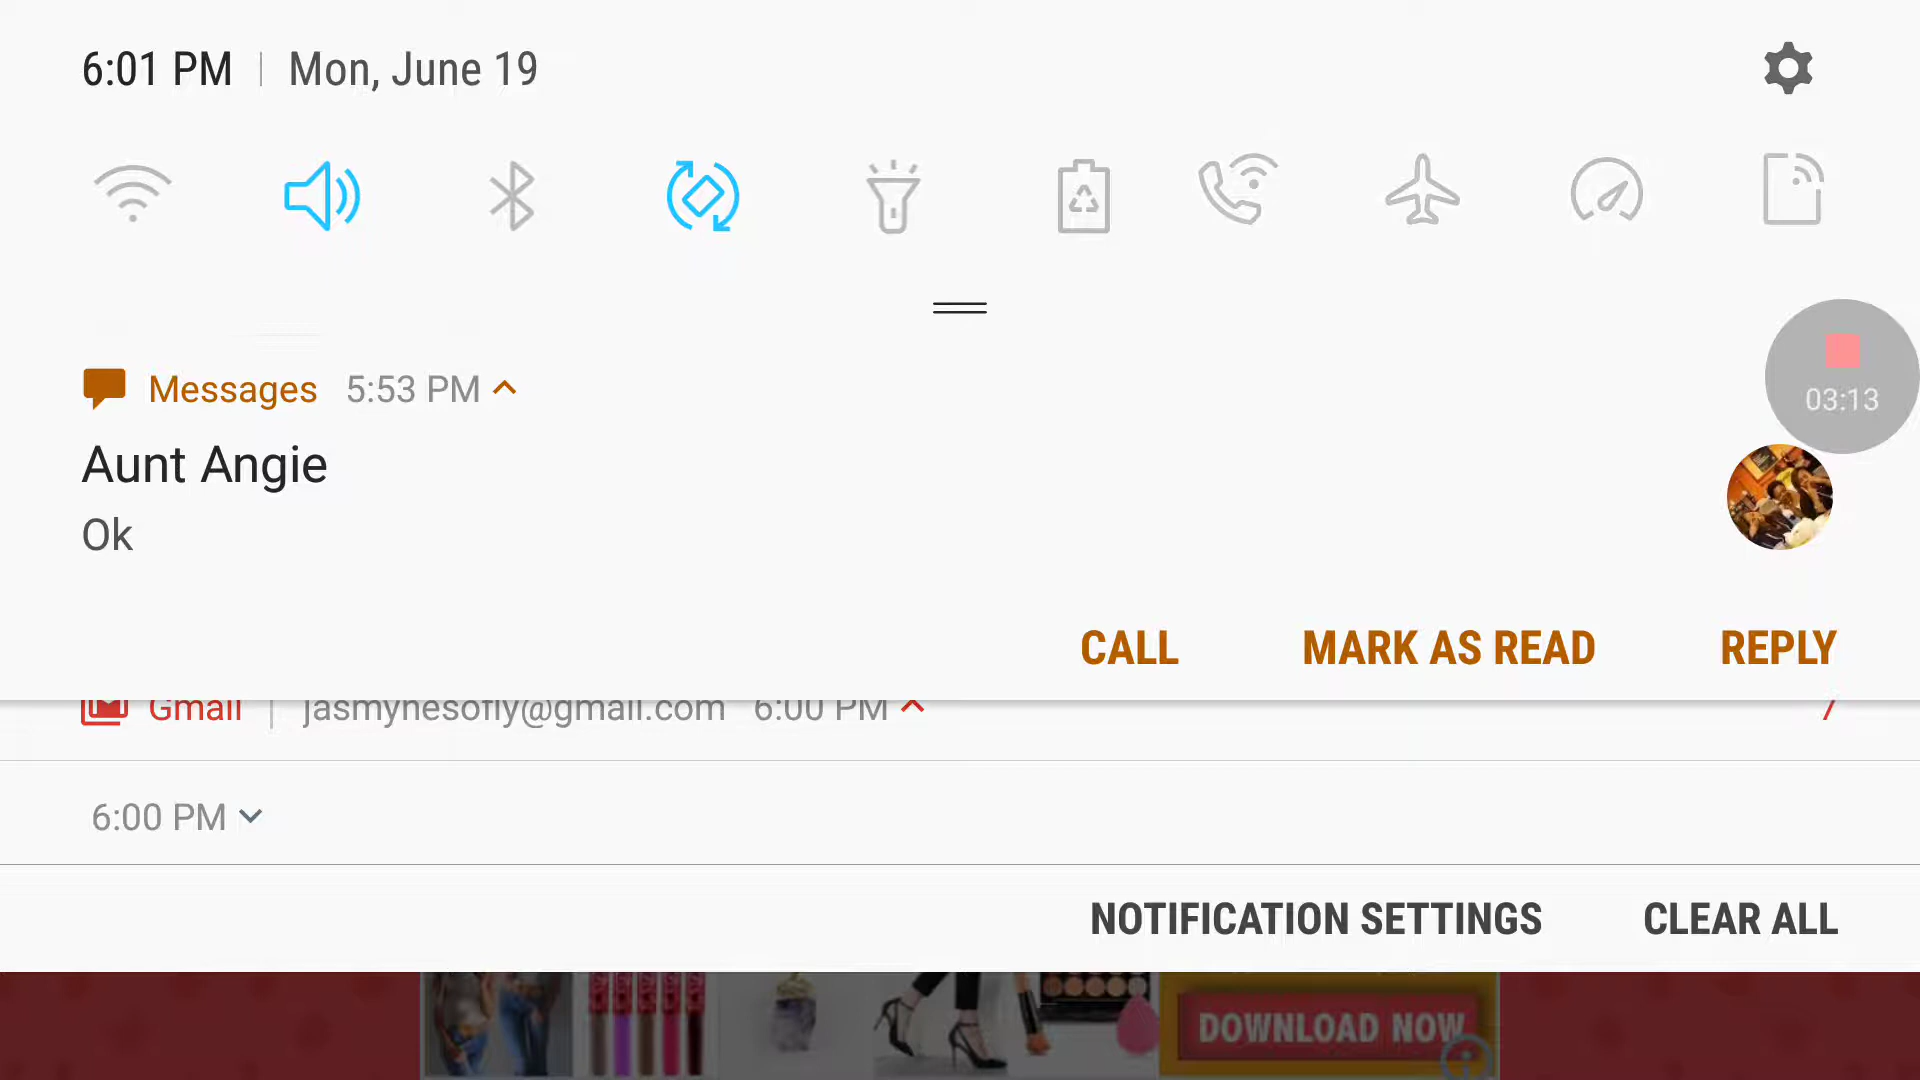 6:01 PM | Mon, June 19
Messages 5:53 PM
03:13
Aunt Angie
Ok
CALL MARK AS READ REPLY
Gmail | jasmynesofly@gmail.com 6:00 PM 7
6:00 PM
NOTIFICATION SETTINGS CLEAR ALL
DOWNLOAD NOW